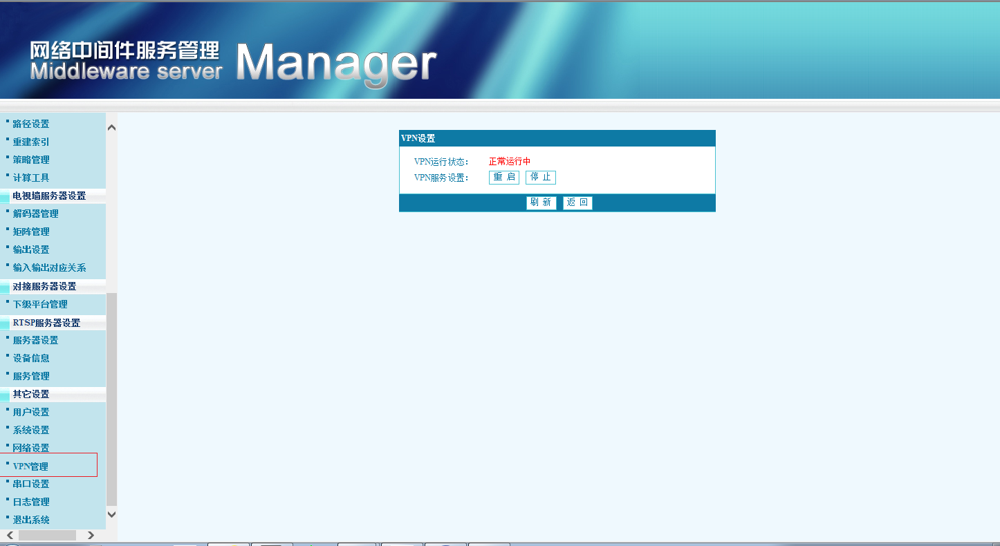 网络中间件服务管理
Middleware server Manager
路径设置
重建索引
策略管理
计算工具
电视墙服务器设置
解码器管理
矩阵管理
输出设置
输入输出对应关系
对接服务器设置
下级平台管理
RTSP服务器设置
服务器设置
设备信息
服务管理
其它设置
用户设置
系统设置
网络设置
VPN管理
串口设置
日志管理
退出系统
VPN设置
VPN运行状态： 正常运行中
VPN服务设置： 重 启 停 止
刷 新 返 回